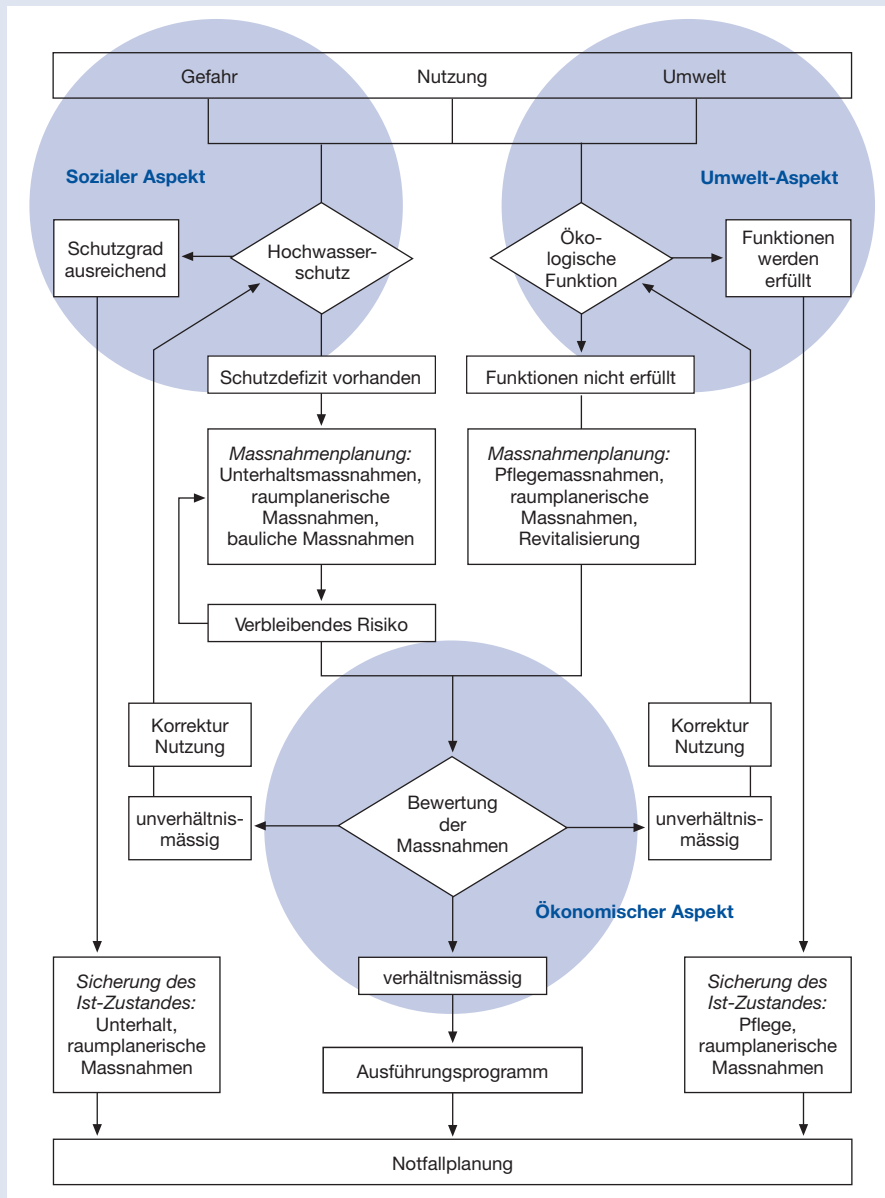 Gefahr
Nutzung
Umwelt
Sozialer Aspekt
Umwelt-Aspekt
Schutzgrad
ausreichend
Hochwasser-
schutz
Öko-
logische
Funktion
Funktionen
werden
erfüllt
Schutzdefizit vorhanden
Funktionen nicht erfüllt
Massnahmenplanung:
Unterhaltsmassnahmen,
raumplanerische
Massnahmen,
bauliche Massnahmen
Massnahmenplanung:
Pflegemassnahmen,
raumplanerische
Massnahmen,
Revitalisierung
Verbleibendes Risiko
Korrektur
Nutzung
Korrektur
Nutzung
unverhältnis-
mässig
Bewertung
der
Massnahmen
unverhältnis-
mässig
Ökonomischer Aspekt
verhältnismässig
Sicherung des
Ist-Zustandes:
Unterhalt,
raumplanerische
Massnahmen
Ausführungsprogramm
Sicherung des
Ist-Zustandes:
Pflege,
raumplanerische
Massnahmen
Notfallplanung